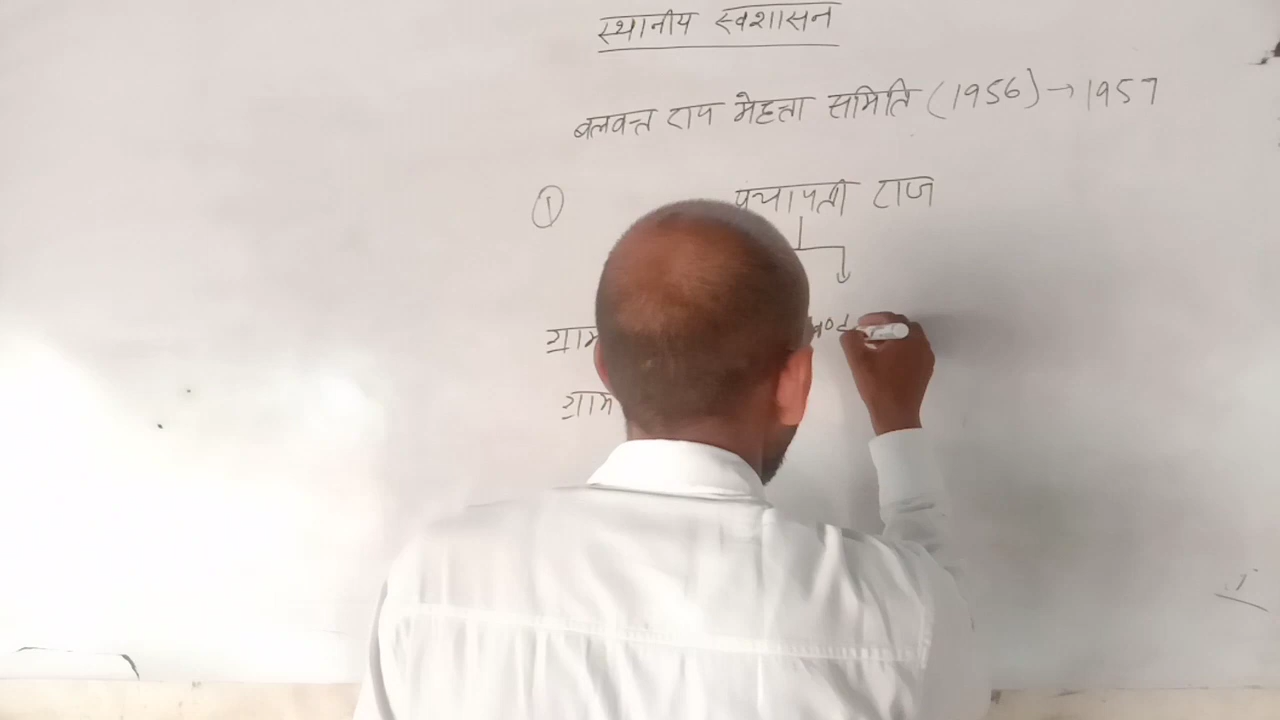 स्थानीय स्वशासन
बलवन्त राय मेहता समिति (1956) → 1957
① पंचायती राज
ग्राम
ग्राम